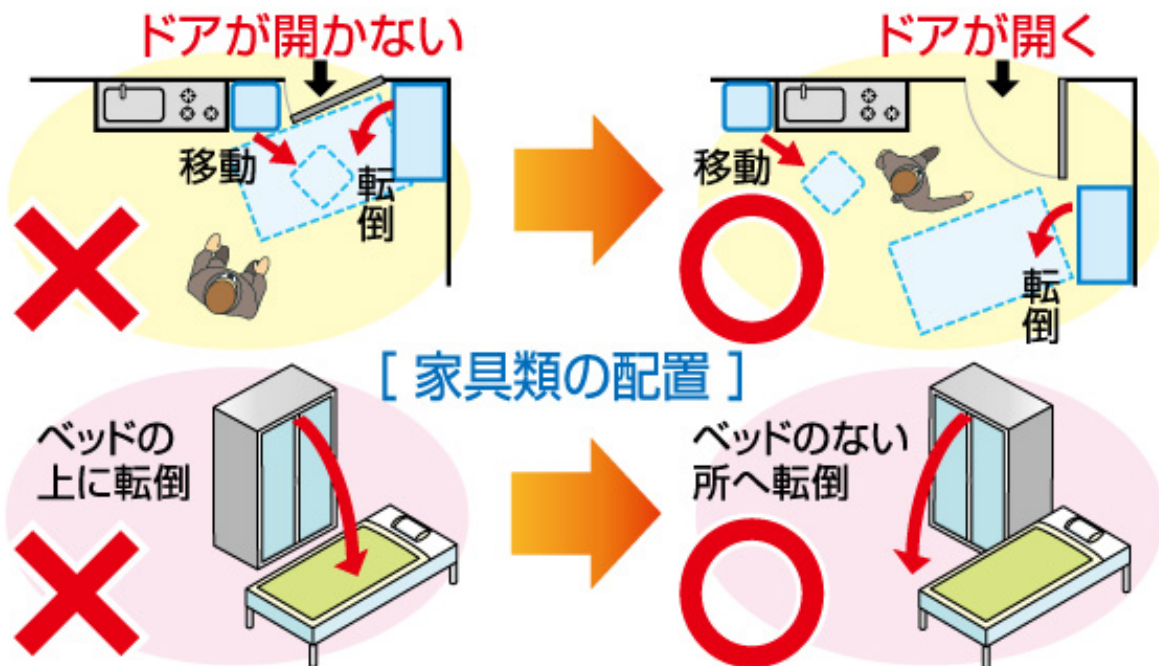 ドアが開かない
移動
転倒
ドアが開く
移動
転倒
[ 家具類の配置 ]
ベッドの
上に転倒
ベッドのない
所へ転倒